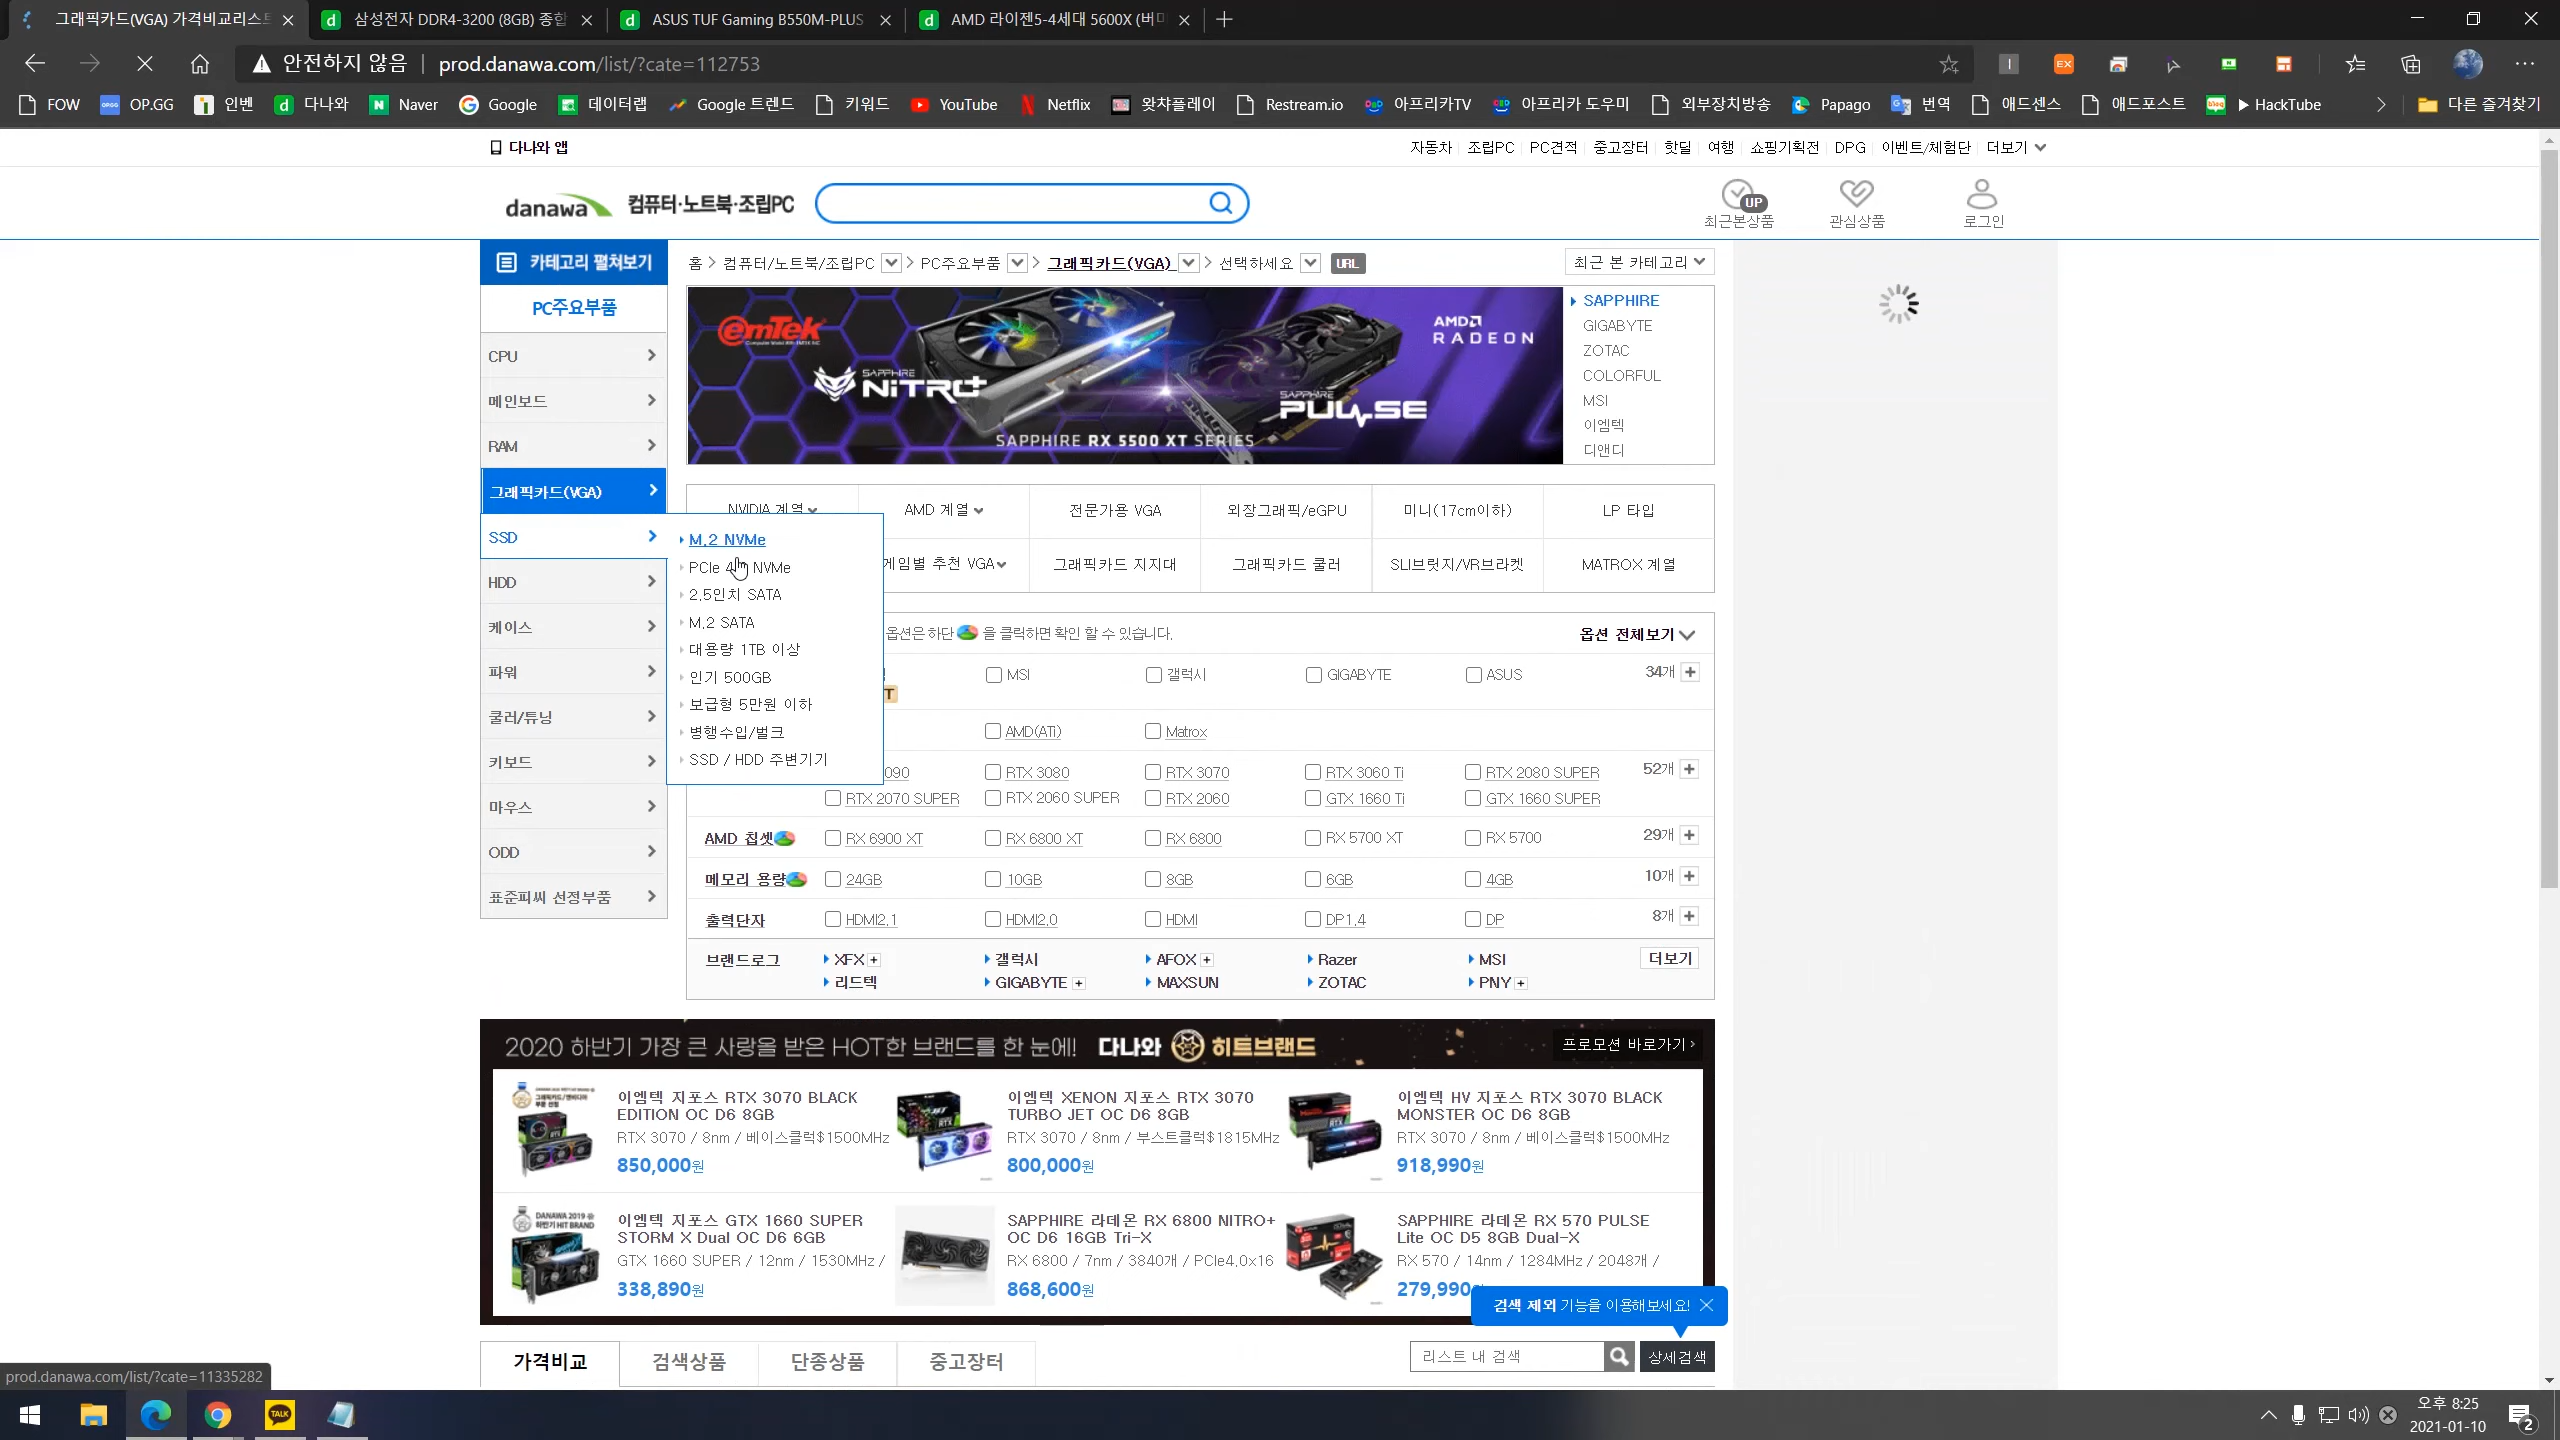 그래픽카드(VGA) 가격비교리스트
삼성전자 DDR4-3200 (8GB) 종합
ASUS TUF Gaming B550M-PLUS
AMD 라이젠5-4세대 5600X (버미
안전하지 않음 prod.danawa.com/list/?cate=112753
FOW OP.GG 인벤 다나와 Naver Google 데이터랩 Google 트렌드 키워드 YouTube Netflix 왓챠플레이 Restream.io 아프리카TV 아프리카 도우미 외부장치방송 Papago 번역 애드센스 애드포스트 ▶ HackTube 다른 즐겨찾기
다나와 앱
자동차 조립PC PC견적 중고장터 핫딜 여행 쇼핑기획전 DPG 이벤트/체험단 더보기
danawa 컴퓨터·노트북·조립PC
UP
최근본상품 관심상품 로그인
카테고리 펼쳐보기
홈 > 컴퓨터/노트북/조립PC > PC주요부품 > 그래픽카드(VGA) > 선택하세요 URL
최근 본 카테고리
PC주요부품
CPU
메인보드
RAM
그래픽카드(VGA)
SSD
HDD
케이스
파워
쿨러/튜닝
키보드
마우스
ODD
표준피씨 선정부품
emTek
AMD RADEON
SAPPHIRE NITRO+
SAPPHIRE PULSE
SAPPHIRE RX 5500 XT SERIES
SAPPHIRE
GIGABYTE
ZOTAC
COLORFUL
MSI
이엠텍
디앤디
NVIDIA 계열 AMD 계열 전문가용 VGA 외장그래픽/eGPU 미니(17cm이하) LP 타입
게임별 추천 VGA 그래픽카드 지지대 그래픽카드 쿨러 SLI브릿지/VR브라켓 MATROX 계열
M.2 NVMe
PCIe 4.0 NVMe
2.5인치 SATA
M.2 SATA
대용량 1TB 이상
인기 500GB
보급형 5만원 이하
병행수입/벌크
SSD / HDD 주변기기
옵션은 하단 을 클릭하면 확인 할 수 있습니다.
옵션 전체보기
MSI 갤럭시 GIGABYTE ASUS 34개
T
AMD(ATi) Matrox
090 RTX 3080 RTX 3070 RTX 3060 Ti RTX 2080 SUPER 52개
RTX 2070 SUPER RTX 2060 SUPER RTX 2060 GTX 1660 Ti GTX 1660 SUPER
AMD 칩셋 RX 6900 XT RX 6800 XT RX 6800 RX 5700 XT RX 5700 29개
메모리 용량 24GB 10GB 8GB 6GB 4GB 10개
출력단자 HDMI2.1 HDMI2.0 HDMI DP1.4 DP 8개
브랜드로그 XFX 갤럭시 AFOX Razer MSI 더보기
리드텍 GIGABYTE MAXSUN ZOTAC PNY
2020 하반기 가장 큰 사랑을 받은 HOT한 브랜드를 한 눈에! 다나와 히트브랜드
프로모션 바로가기
이엠텍 지포스 RTX 3070 BLACK
EDITION OC D6 8GB
RTX 3070 / 8nm / 베이스클럭$1500MHz
850,000원
이엠텍 XENON 지포스 RTX 3070
TURBO JET OC D6 8GB
RTX 3070 / 8nm / 부스트클럭$1815MHz
800,000원
이엠텍 HV 지포스 RTX 3070 BLACK
MONSTER OC D6 8GB
RTX 3070 / 8nm / 베이스클럭$1500MHz
918,990원
이엠텍 지포스 GTX 1660 SUPER
STORM X Dual OC D6 6GB
GTX 1660 SUPER / 12nm / 1530MHz /
338,890원
SAPPHIRE 라데온 RX 6800 NITRO+
OC D6 16GB Tri-X
RX 6800 / 7nm / 3840개 / PCIe4.0x16
868,600원
SAPPHIRE 라데온 RX 570 PULSE
Lite OC D5 8GB Dual-X
RX 570 / 14nm / 1284MHz / 2048개 /
279,990
검색 제외 기능을 이용해보세요!
가격비교 검색상품 단종상품 중고장터
리스트 내 검색 상세검색
prod.danawa.com/list/?cate=11335282
TALK
오후 8:25
2021-01-10
2